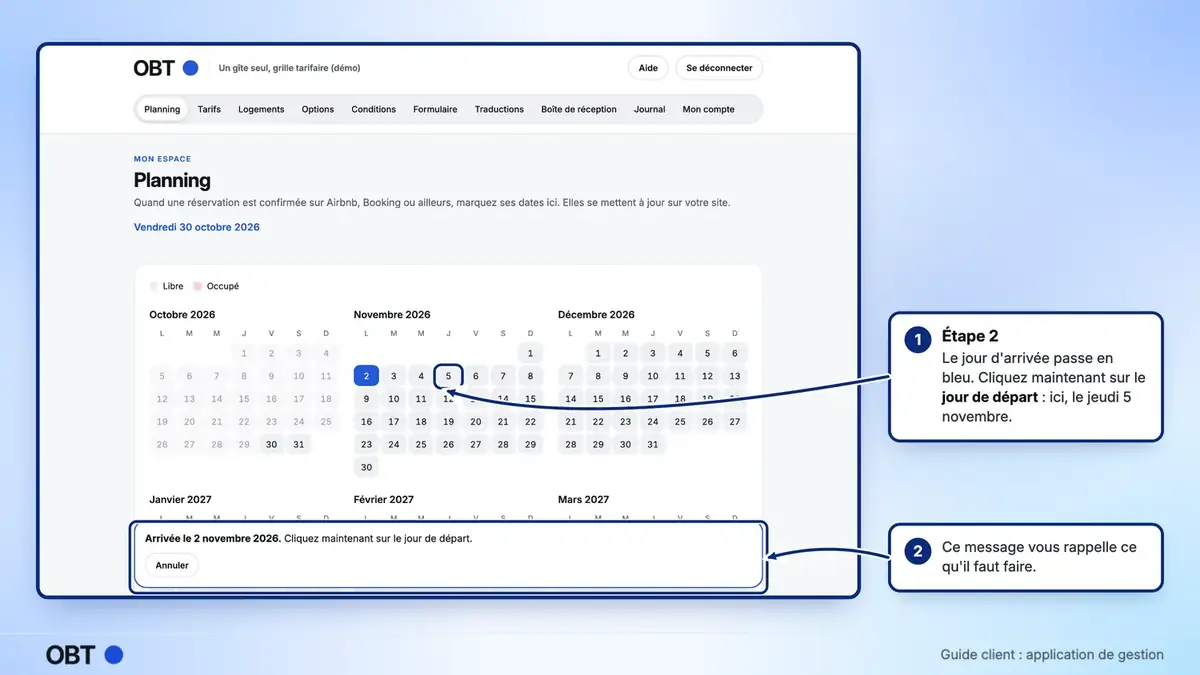 OBT
Un gîte seul, grille tarifaire (démo)
Aide
Se déconnecter
Planning Tarifs Logements Options Conditions Formulaire Traductions Boîte de réception Journal Mon compte
MON ESPACE
Planning
Quand une réservation est confirmée sur Airbnb, Booking ou ailleurs, marquez ses dates ici. Elles se mettent à jour sur votre site.
Vendredi 30 octobre 2026
Libre Occupé
Octobre 2026
L M M J V S D
1 2 3 4
5 6 7 8 9 10 11
12 13 14 15 16 17 18
19 20 21 22 23 24 25
26 27 28 29 30 31
Novembre 2026
L M M J V S D
1
2 3 4 5 6 7 8
9 10 11 12 14 15
16 17 18 19 20 21 22
23 24 25 26 27 28 29
30
Décembre 2026
L M M J V S D
1 2 3 4 5 6
7 8 9 10 11 12 13
14 15 16 17 18
21 22 23 24 25 26 27
28 29 30 31
Janvier 2027
Février 2027
Mars 2027
Arrivée le 2 novembre 2026. Cliquez maintenant sur le jour de départ.
Annuler
1
Étape 2
Le jour d'arrivée passe en
bleu. Cliquez maintenant sur le
jour de départ : ici, le jeudi 5
novembre.
2
Ce message vous rappelle ce
qu'il faut faire.
OBT
Guide client : application de gestion